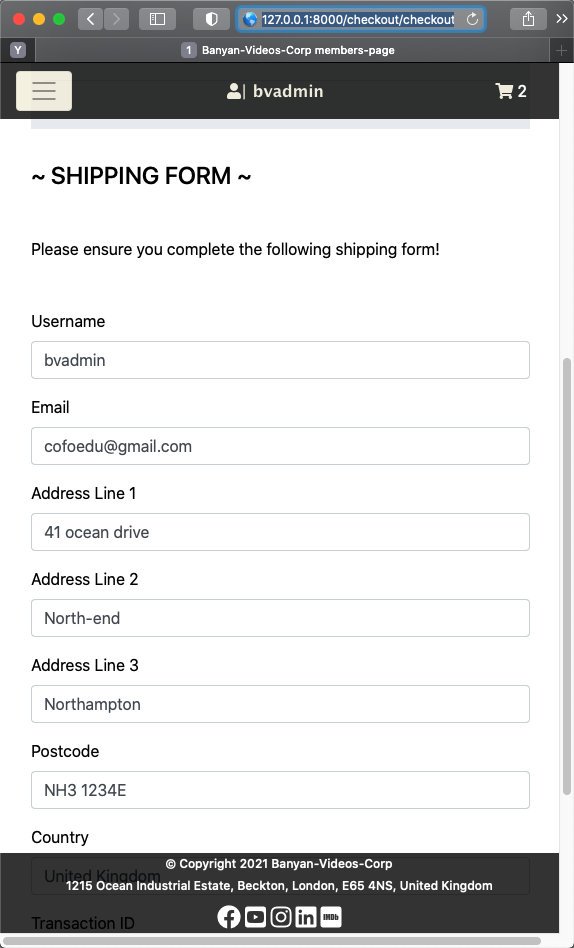 127.0.0.1:8000/checkout/checkout
Y
1 Banyan-Videos-Corp members-page
| bvadmin
2
~ SHIPPING FORM ~
Please ensure you complete the following shipping form!
Username
bvadmin
Email
cofoedu@gmail.com
Address Line 1
41 ocean drive
Address Line 2
North-end
Address Line 3
Northampton
Postcode
NH3 1234E
Country
© Copyright 2021 Banyan-Videos-Corp
United Kingdom
1215 Ocean Industrial Estate, Beckton, London, E65 4NS, United Kingdom
IMDb
Transaction ID